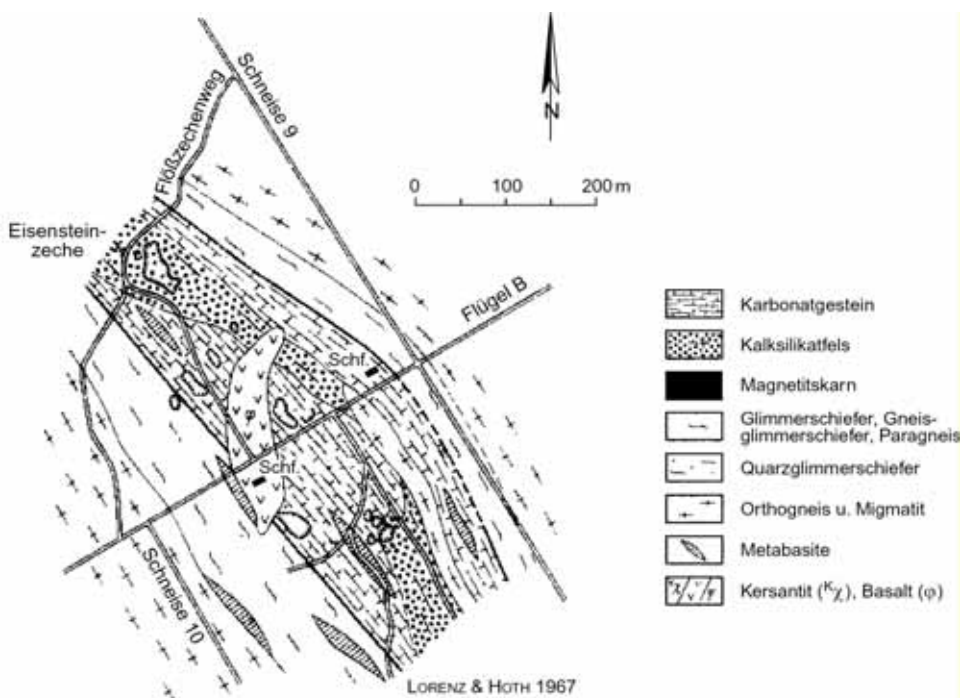 Schneise 9
Flößzechenweg
N
0 100 200 m
Eisenstein-
zeche
Flügel B
Schf.
Schf.
Schneise 10
Karbonatgestein
Kalksilikatfels
Magnetitskarn
Glimmerschiefer, Gneis-
glimmerschiefer, Paragneis
Quarzglimmerschiefer
Orthogneis u. Migmatit
Metabasite
Kersantit (ᴷχ), Basalt (φ)
LORENZ & HOTH 1967